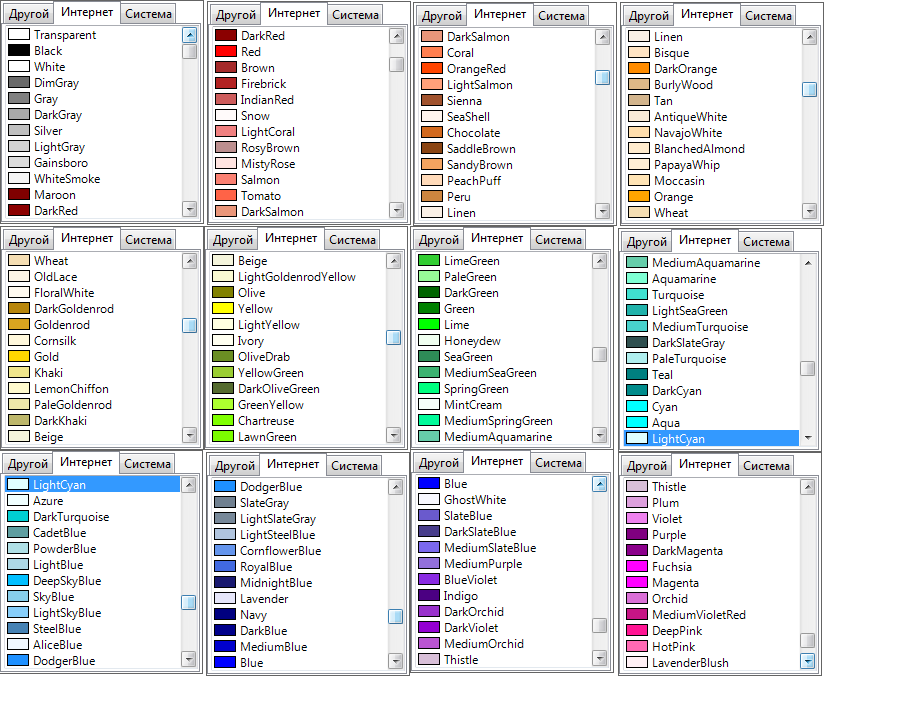 Другой Интернет Система
Transparent
Black
White
DimGray
Gray
DarkGray
Silver
LightGray
Gainsboro
WhiteSmoke
Maroon
DarkRed
Другой Интернет Система
DarkRed
Red
Brown
Firebrick
IndianRed
Snow
LightCoral
RosyBrown
MistyRose
Salmon
Tomato
DarkSalmon
Другой Интернет Система
DarkSalmon
Coral
OrangeRed
LightSalmon
Sienna
SeaShell
Chocolate
SaddleBrown
SandyBrown
PeachPuff
Peru
Linen
Другой Интернет Система
Linen
Bisque
DarkOrange
BurlyWood
Tan
AntiqueWhite
NavajoWhite
BlanchedAlmond
PapayaWhip
Moccasin
Orange
Wheat
Другой Интернет Система
Wheat
OldLace
FloralWhite
DarkGoldenrod
Goldenrod
Cornsilk
Gold
Khaki
LemonChiffon
PaleGoldenrod
DarkKhaki
Beige
Другой Интернет Система
Beige
LightGoldenrodYellow
Olive
Yellow
LightYellow
Ivory
OliveDrab
YellowGreen
DarkOliveGreen
GreenYellow
Chartreuse
LawnGreen
Другой Интернет Система
LimeGreen
PaleGreen
DarkGreen
Green
Lime
Honeydew
SeaGreen
MediumSeaGreen
SpringGreen
MintCream
MediumSpringGreen
MediumAquamarine
Другой Интернет Система
MediumAquamarine
Aquamarine
Turquoise
LightSeaGreen
MediumTurquoise
DarkSlateGray
PaleTurquoise
Teal
DarkCyan
Cyan
Aqua
LightCyan
Другой Интернет Система
LightCyan
Azure
DarkTurquoise
CadetBlue
PowderBlue
LightBlue
DeepSkyBlue
SkyBlue
LightSkyBlue
SteelBlue
AliceBlue
DodgerBlue
Другой Интернет Система
DodgerBlue
SlateGray
LightSlateGray
LightSteelBlue
CornflowerBlue
RoyalBlue
MidnightBlue
Lavender
Navy
DarkBlue
MediumBlue
Blue
Другой Интернет Система
Blue
GhostWhite
SlateBlue
DarkSlateBlue
MediumSlateBlue
MediumPurple
BlueViolet
Indigo
DarkOrchid
DarkViolet
MediumOrchid
Thistle
Другой Интернет Система
Thistle
Plum
Violet
Purple
DarkMagenta
Fuchsia
Magenta
Orchid
MediumVioletRed
DeepPink
HotPink
LavenderBlush